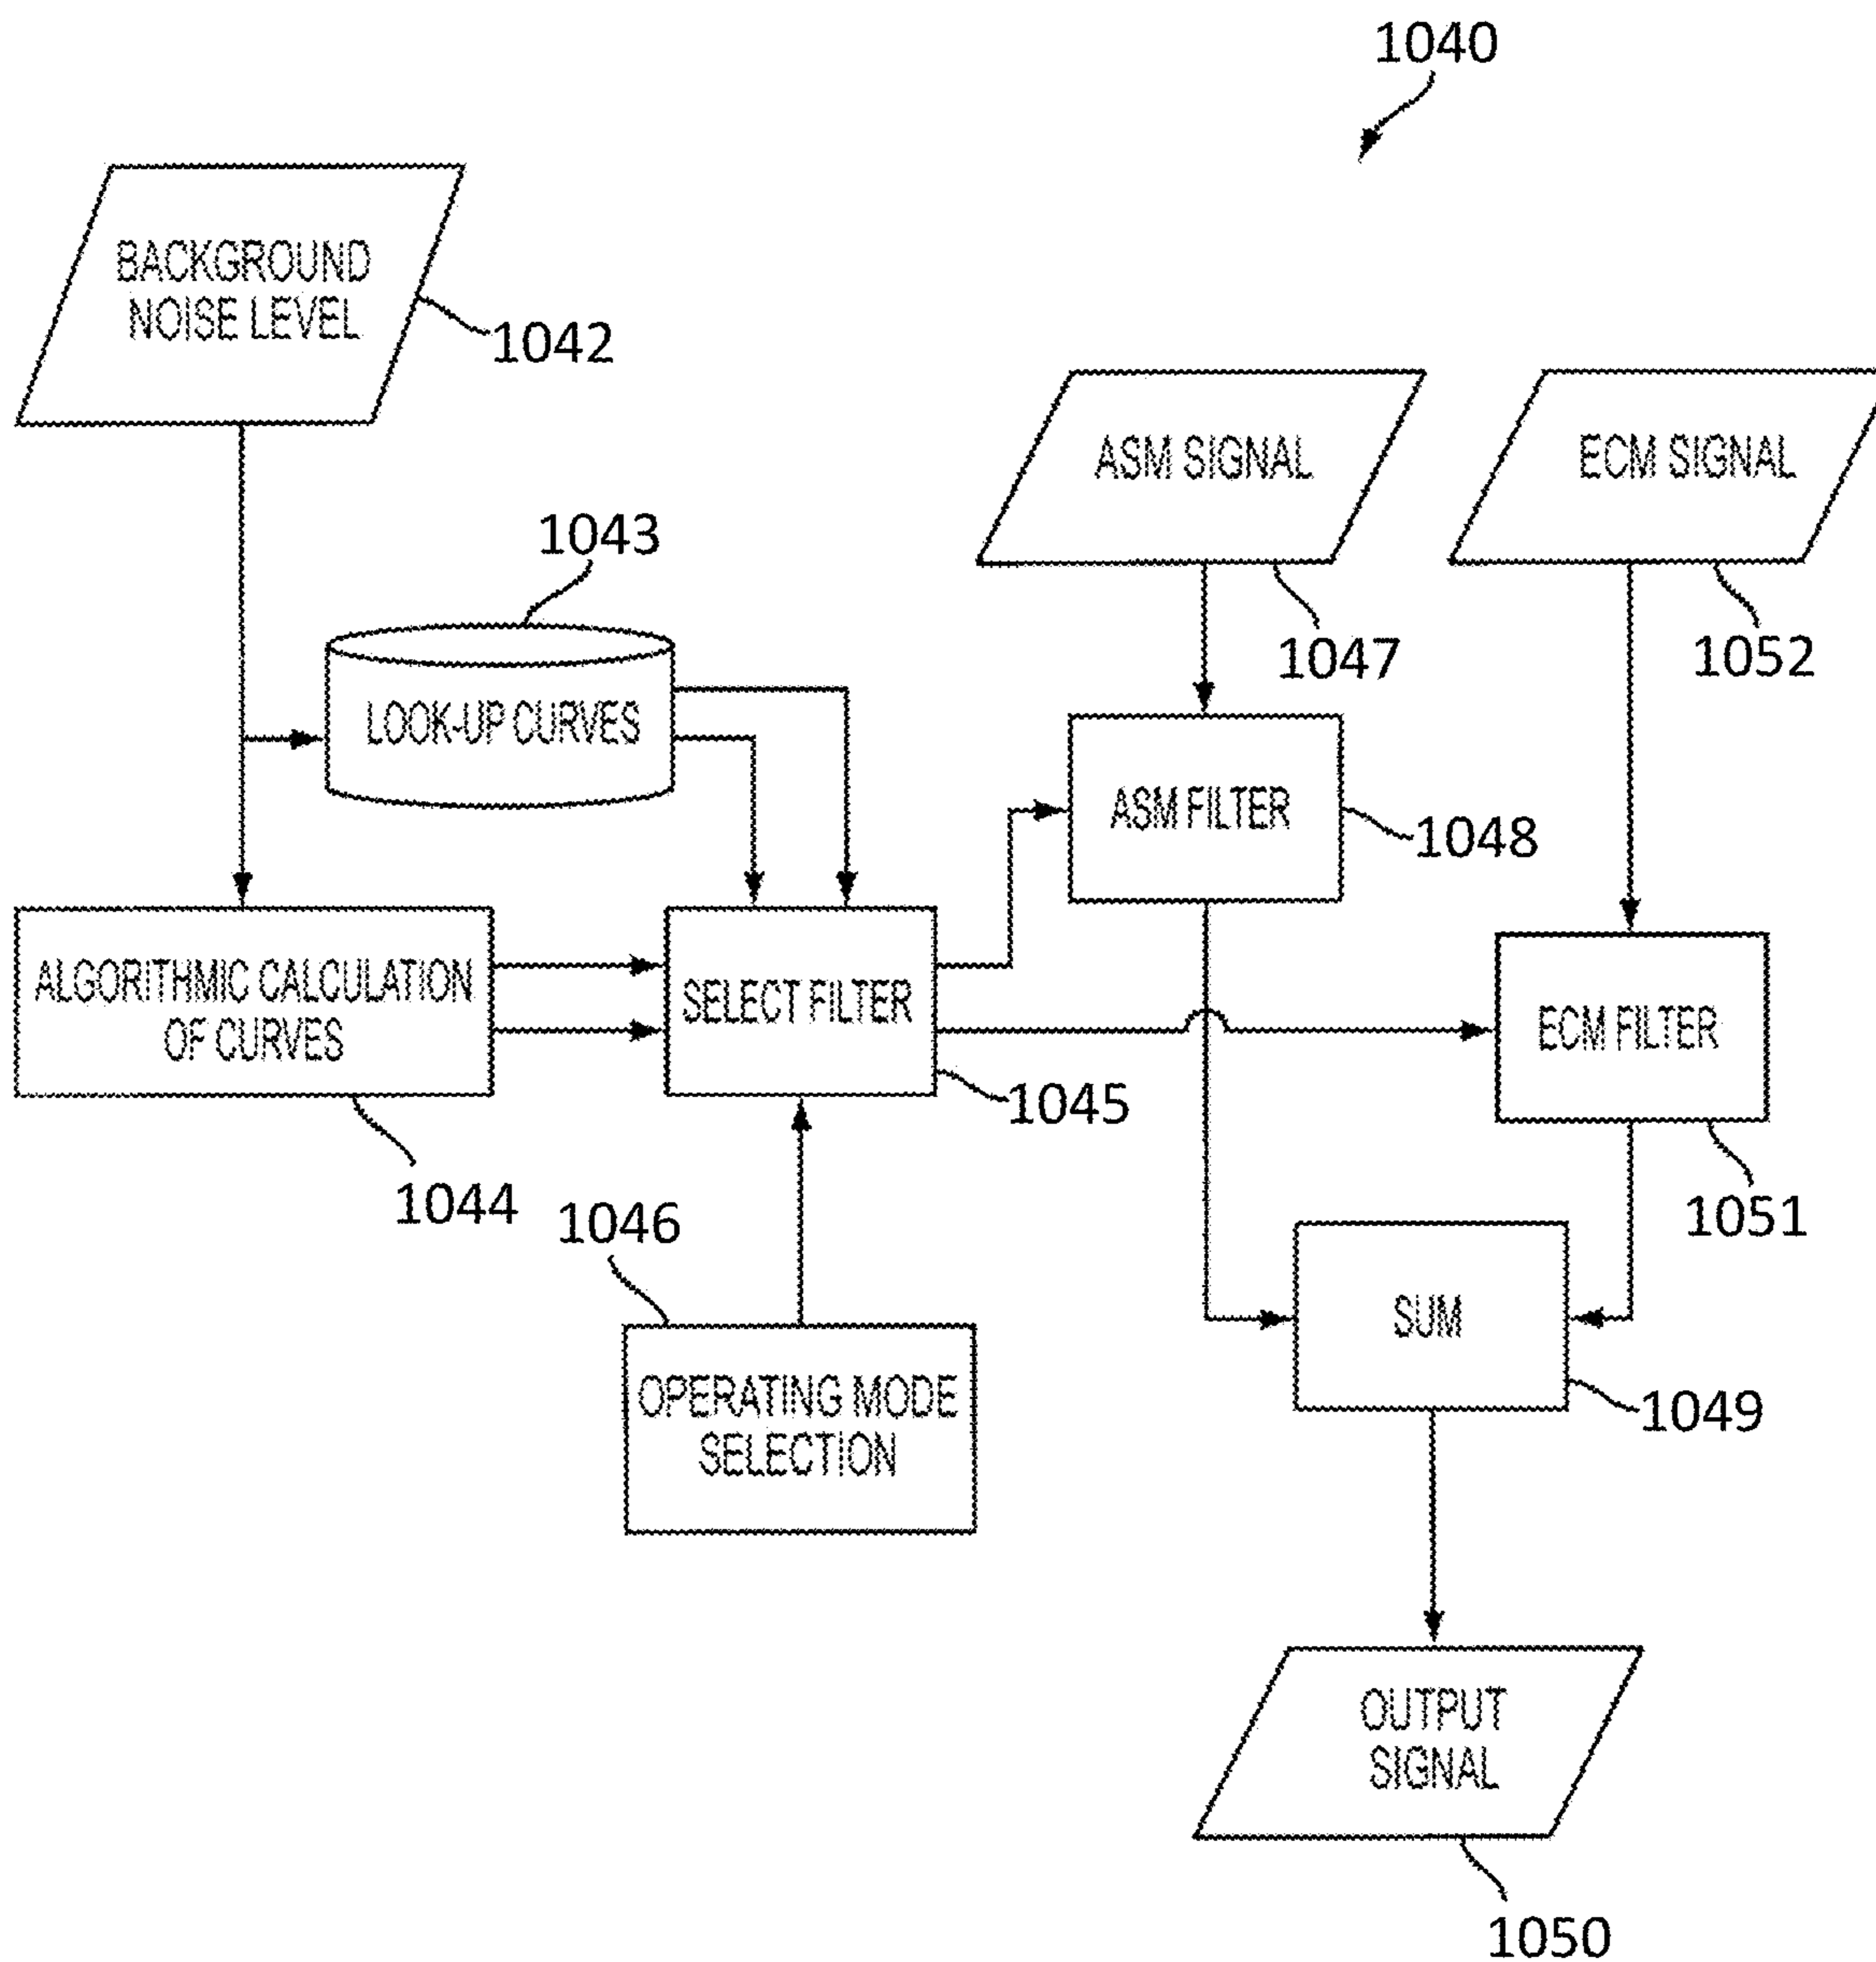 1040
BACKGROUND
NOISE LEVEL
1042
ASM SIGNAL
1047
ECM SIGNAL
1052
1043
LOOK-UP CURVES
ASM FILTER
1048
ALGORITHMIC CALCULATION
OF CURVES
1044
SELECT FILTER
1045
ECM FILTER
1051
1046
OPERATING MODE
SELECTION
SUM
1049
OUTPUT
SIGNAL
1050